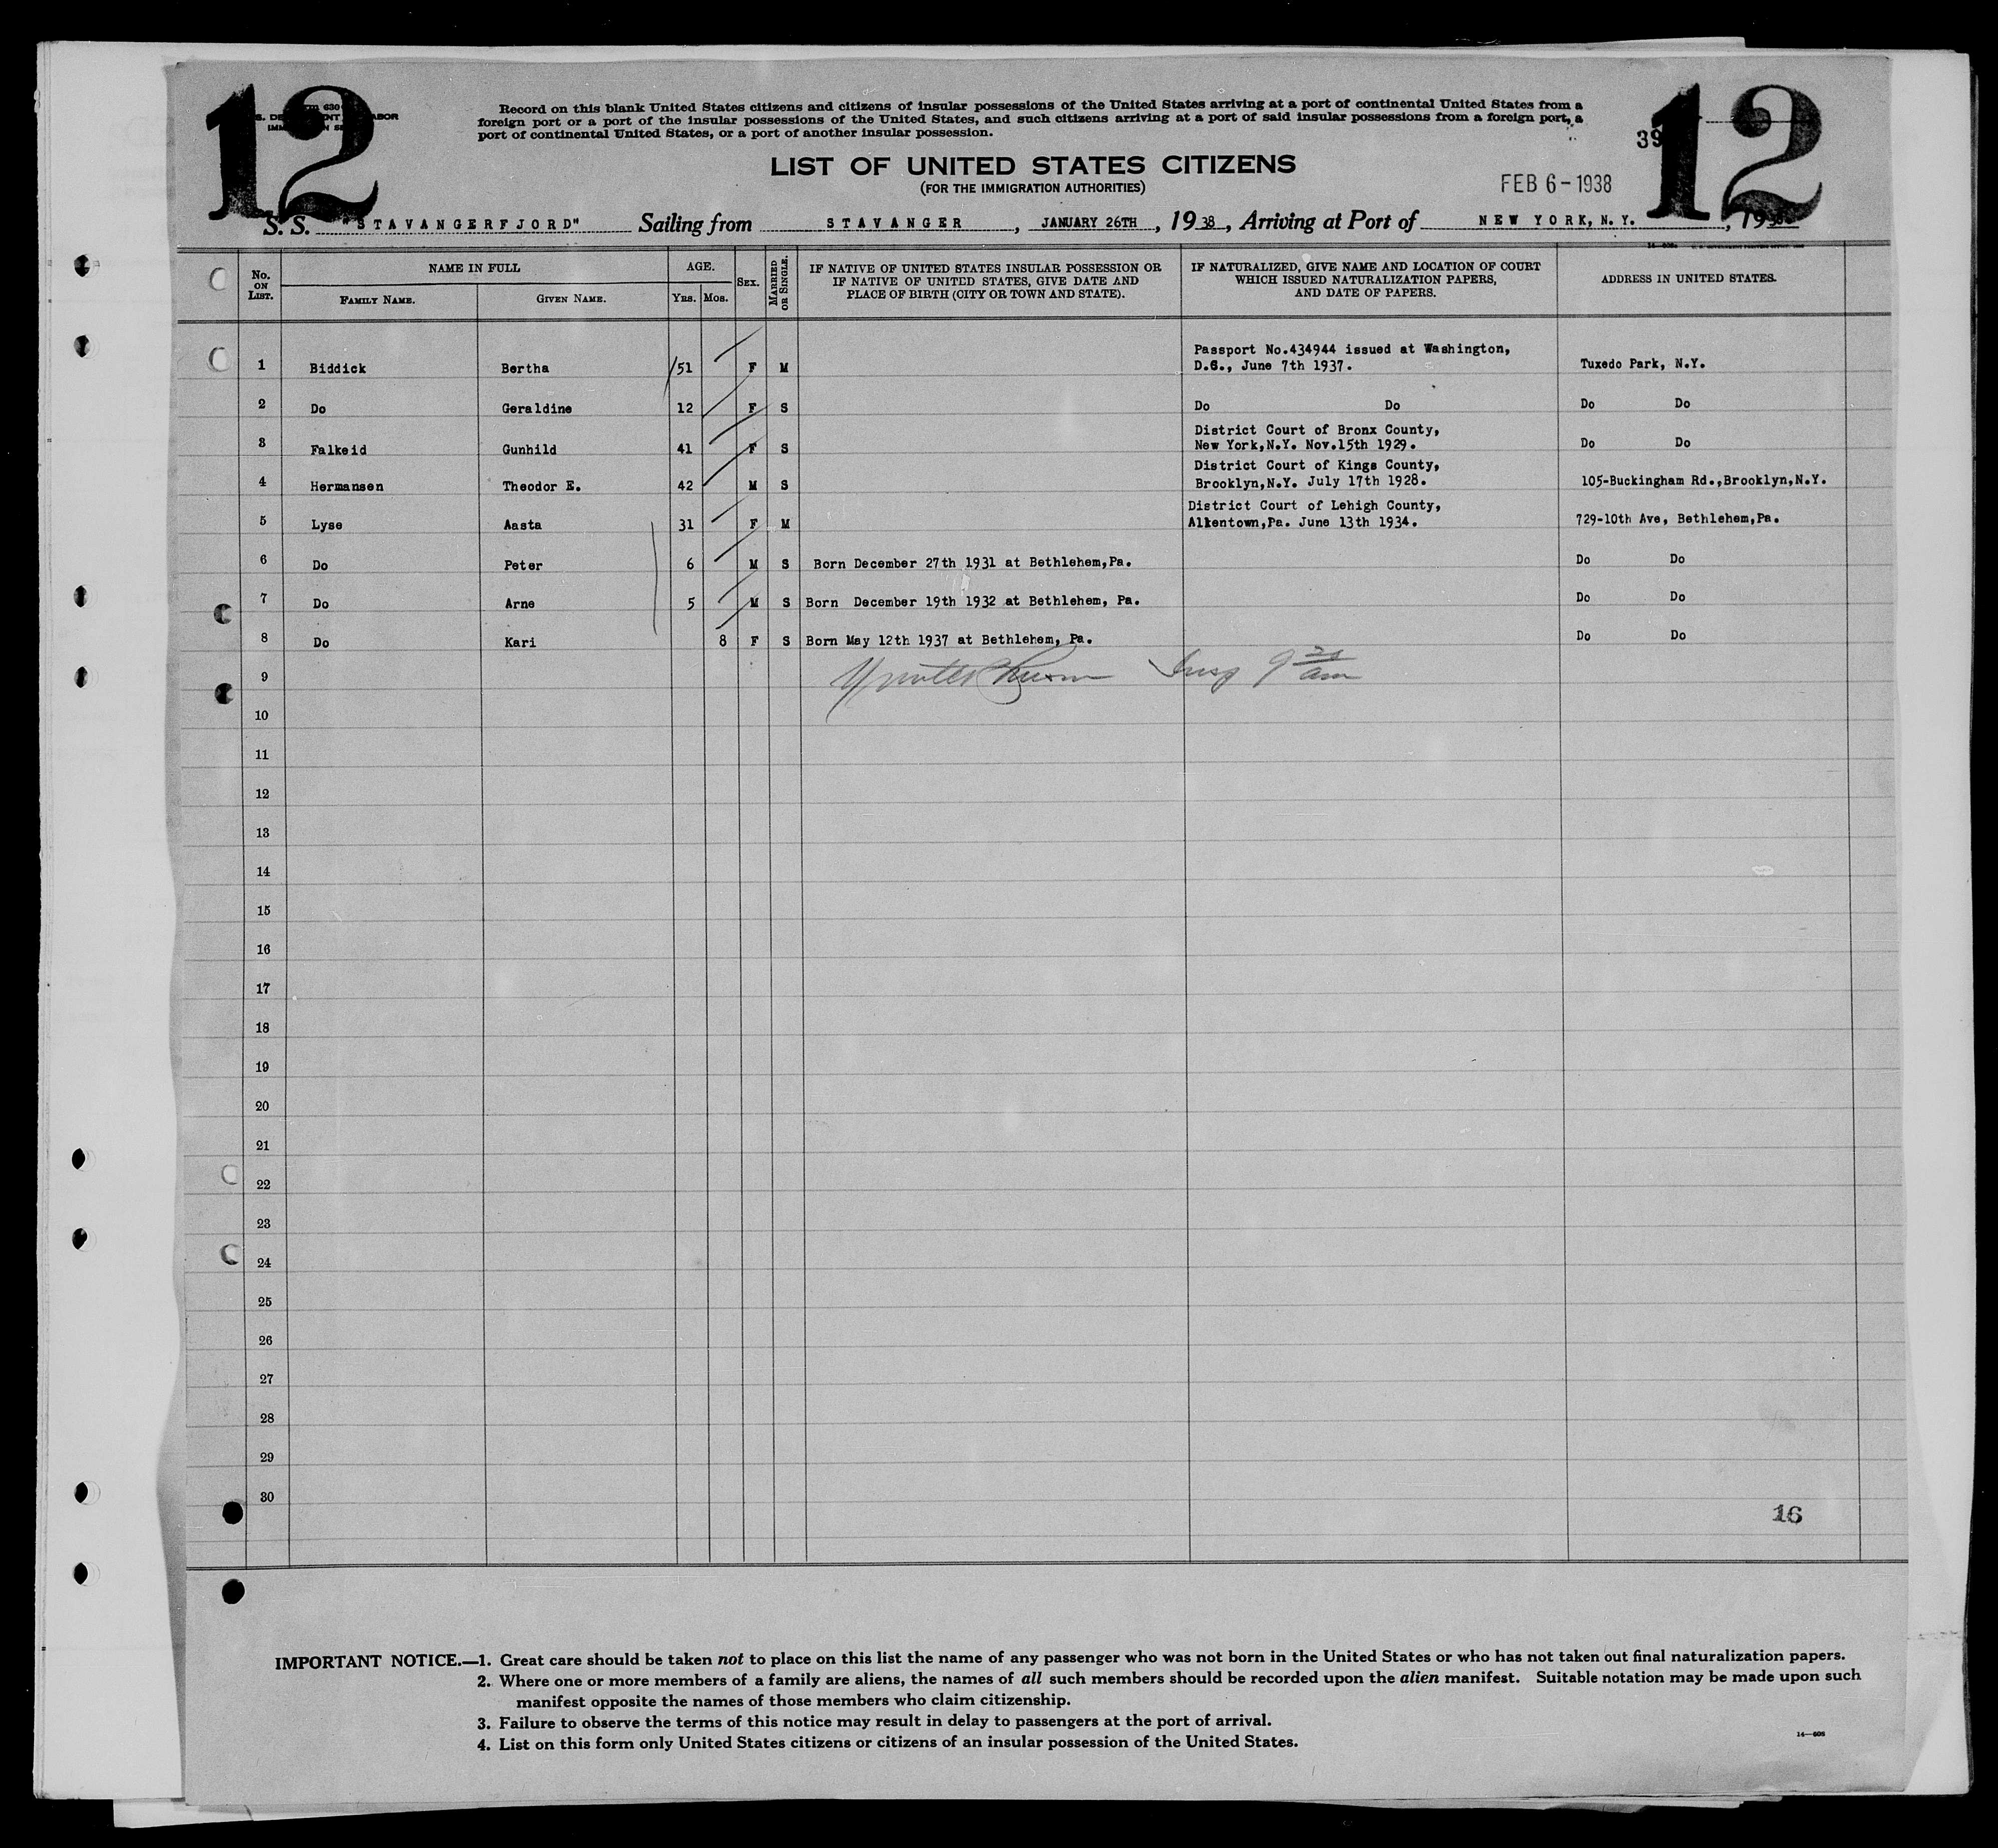 12
12
630
S. DE ENT ABOR
IMM N SE
Record on this blank United States citizens and citizens of insular possessions of the United States arriving at a port of continental United States from a
foreign port or a port of the insular possessions of the United States, and such citizens arriving at a port of said insular possessions from a foreign port, a
port of continental United States, or a port of another insular possession.
39
LIST OF UNITED STATES CITIZENS
(FOR THE IMMIGRATION AUTHORITIES)
FEB 6 - 1938
S. S. "STAVANGERFJORD" Sailing from STAVANGER, JANUARY 26TH, 19 38, Arriving at Port of NEW YORK, N.Y., 19 38
No. ON LIST. NAME IN FULL AGE. SEX. MARRIED OR SINGLE. IF NATIVE OF UNITED STATES INSULAR POSSESSION OR IF NATIVE OF UNITED STATES, GIVE DATE AND PLACE OF BIRTH (CITY OR TOWN AND STATE). IF NATURALIZED, GIVE NAME AND LOCATION OF COURT WHICH ISSUED NATURALIZATION PAPERS, AND DATE OF PAPERS. ADDRESS IN UNITED STATES.
FAMILY NAME. GIVEN NAME. YRS. MOS.
1 Biddick Bertha 51 F M Passport No.434944 issued at Washington, D.C., June 7th 1937. Tuxedo Park, N.Y.
2 Do Geraldine 12 F S Do Do Do Do
3 Falkeid Gunhild 41 F S District Court of Bronx County, New York,N.Y. Nov.15th 1929. Do Do
4 Hermansen Theodor E. 42 M S District Court of Kings County, Brooklyn,N.Y. July 17th 1928. 105-Buckingham Rd.,Brooklyn,N.Y.
5 Lyse Aasta 31 F M District Court of Lehigh County, Allentown,Pa. June 13th 1934. 729-10th Ave, Bethlehem,Pa.
6 Do Peter 6 M S Born December 27th 1931 at Bethlehem,Pa. Do Do
7 Do Arne 5 M S Born December 19th 1932 at Bethlehem, Pa. Do Do
8 Do Kari 8 F S Born May 12th 1937 at Bethlehem, Pa. Do Do
9 Insp 9 20 am
10
11
12
13
14
15
16
17
18
19
20
21
22
23
24
25
26
27
28
29
30
16
IMPORTANT NOTICE.—1. Great care should be taken not to place on this list the name of any passenger who was not born in the United States or who has not taken out final naturalization papers.
2. Where one or more members of a family are aliens, the names of all such members should be recorded upon the alien manifest. Suitable notation may be made upon such
manifest opposite the names of those members who claim citizenship.
3. Failure to observe the terms of this notice may result in delay to passengers at the port of arrival.
4. List on this form only United States citizens or citizens of an insular possession of the United States.
14—608